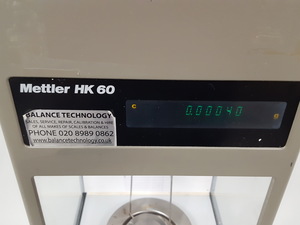 Mettler HK 60
0.00040
BALANCE TECHNOLOGY
SALES, SERVICE, REPAIR, CALIBRATION & HIRE
OF ALL MAKES OF SCALES & BALANCES
PHONE 020 8989 0862
www.balancetechnology.co.uk